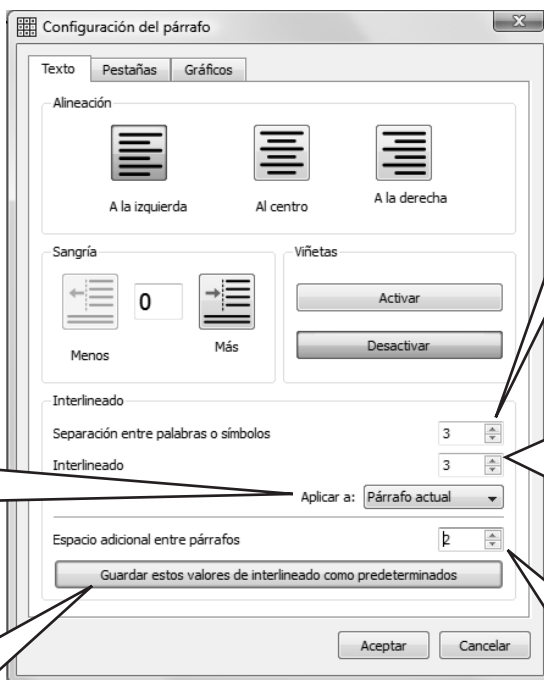 Configuración del párrafo
x
Texto Pestañas Gráficos
Alineación
A la izquierda Al centro A la derecha
Sangría
0
Menos Más
Viñetas
Activar
Desactivar
Interlineado
Separación entre palabras o símbolos 3
Interlineado 3
Aplicar a: Párrafo actual
Espacio adicional entre párrafos 2
Guardar estos valores de interlineado como predeterminados
Aceptar Cancelar